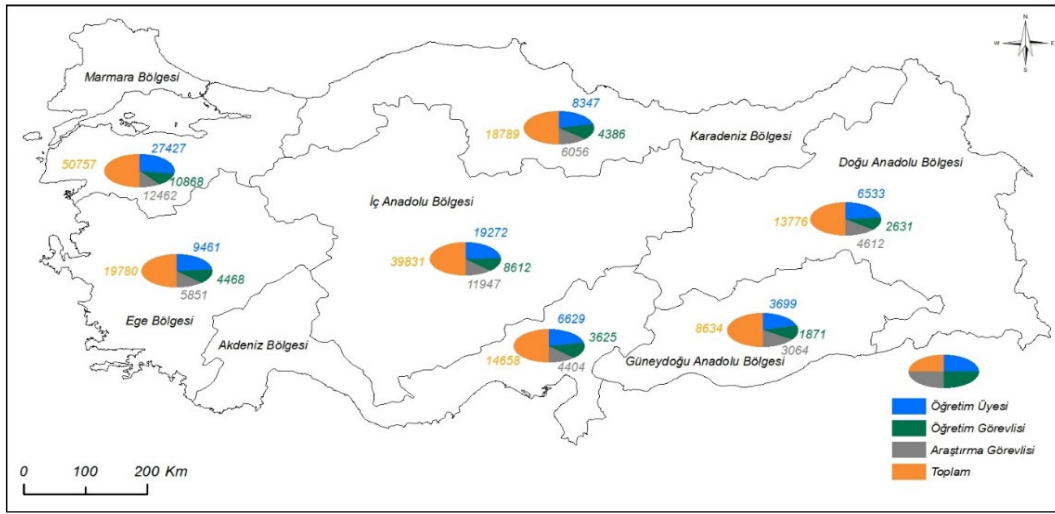 N
W
E
S
Marmara Bölgesi
27427
50757
10868
12462
8347
18789
4386
6056
Karadeniz Bölgesi
Doğu Anadolu Bölgesi
6533
13776
2631
4612
İç Anadolu Bölgesi
19272
39831
8612
11947
9461
19780
4468
5851
Ege Bölgesi
Akdeniz Bölgesi
6629
3625
14658
4404
3699
8634
1871
3064
Güneydoğu Anadolu Bölgesi
Öğretim Üyesi
Öğretim Görevlisi
Araştırma Görevlisi
Toplam
0 100 200 Km